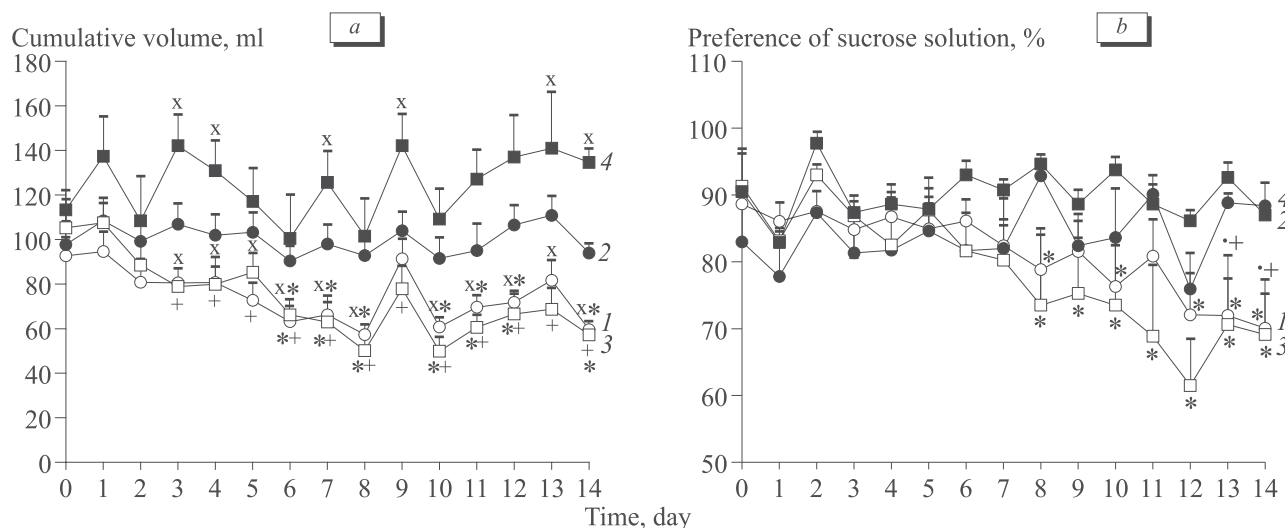 a
b
Cumulative volume, ml
Preference of sucrose solution, %
180
160
140
120
100
80
60
40
20
0
x x x x x x
x x x x* x* x* x* x* x* x x*
+ + + *+ *+ *+ + *+ *+ *+ + +
*
4
2
1
3
0 1 2 3 4 5 6 7 8 9 10 11 12 13 14
110
100
90
80
70
60
50
* * * * *
* * * * * * *
·+ ·+
4
2
1
3
0 1 2 3 4 5 6 7 8 9 10 11 12 13 14
Time, day